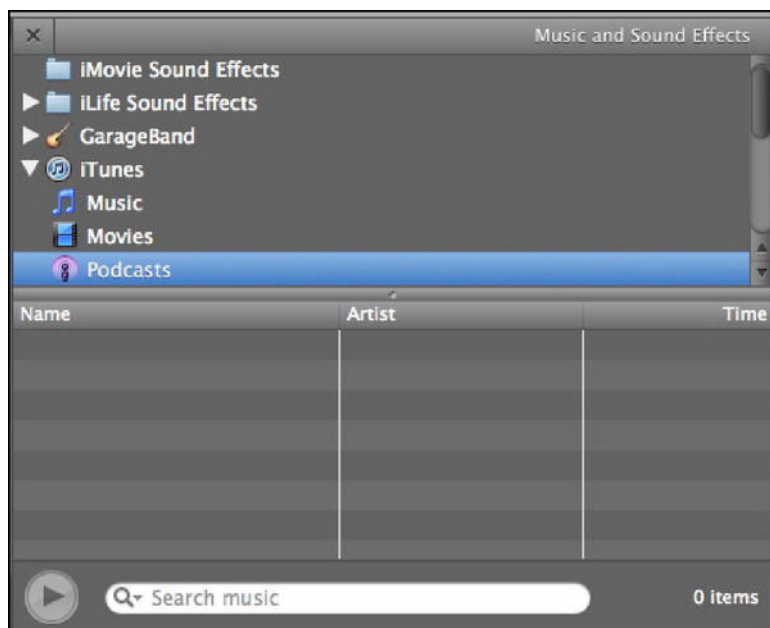 Music and Sound Effects
iMovie Sound Effects
iLife Sound Effects
GarageBand
iTunes
Music
Movies
Podcasts
Name Artist Time
Search music 0 items